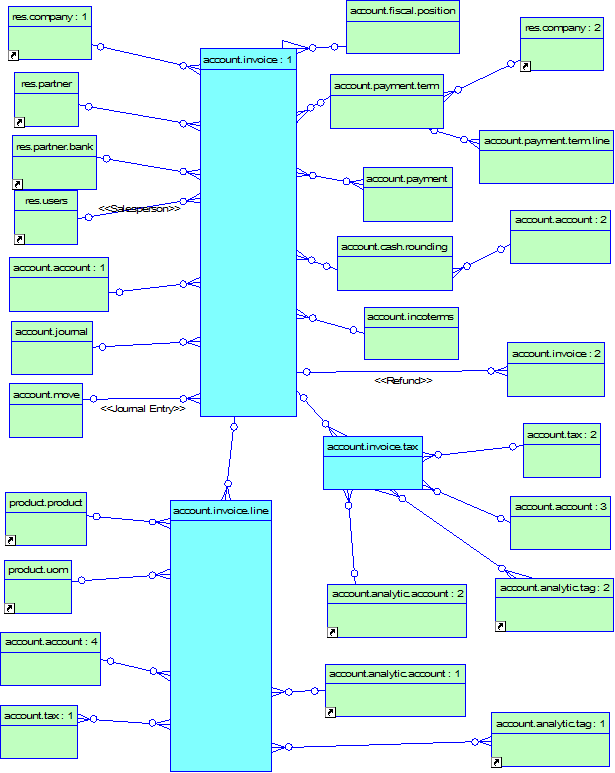 res.company : 1
account.fiscal.position
res.company : 2
account.invoice : 1
res.partner
account.payment.term
account.payment.term.line
res.partner.bank
account.payment
res.users
<<Salesperson>>
account.account : 2
account.cash.rounding
account.account : 1
account.incoterms
account.journal
account.invoice : 2
<<Refund>>
account.move
<<Journal Entry>>
account.tax : 2
account.invoice.tax
product.product
account.invoice.line
account.account : 3
product.uom
account.analytic.account : 2
account.analytic.tag : 2
account.account : 4
account.analytic.account : 1
account.tax : 1
account.analytic.tag : 1